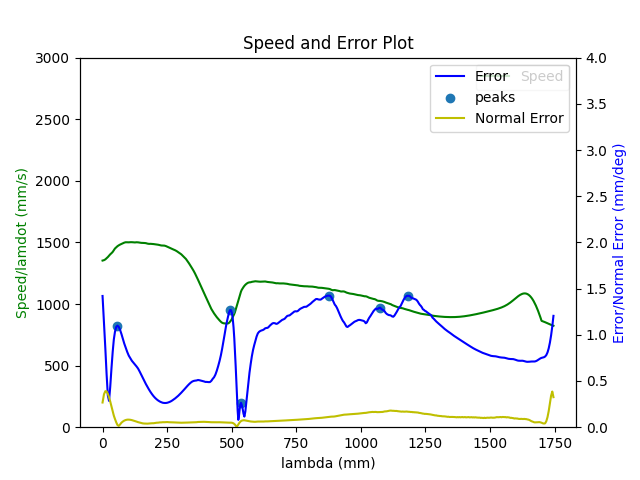 Speed and Error Plot
3000
2500
2000
1500
1000
500
0
Speed/lamdot (mm/s)
4.0
3.5
3.0
2.5
2.0
1.5
1.0
0.5
0.0
Error/Normal Error (mm/deg)
Error
Speed
peaks
Normal Error
0 250 500 750 1000 1250 1500 1750
lambda (mm)